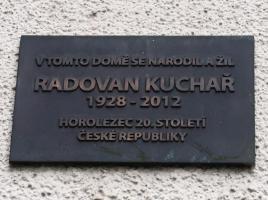 V TOMTO DOMĚ SE NARODIL A ŽIL
RADOVAN KUCHAŘ
1928 - 2012
HOROLEZEC 20. STOLETÍ
ČESKÉ REPUBLIKY